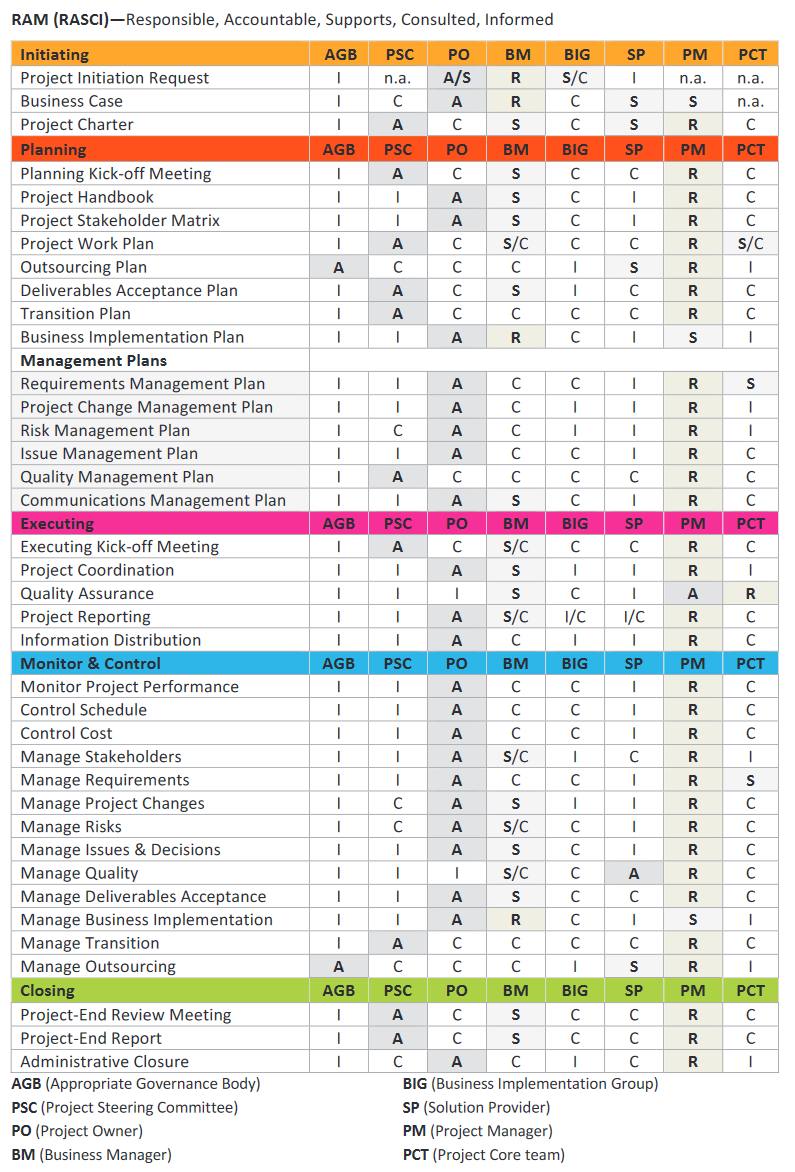 RAM (RASCI)—Responsible, Accountable, Supports, Consulted, Informed
Initiating AGB PSC PO BM BIG SP PM PCT
Project Initiation Request I n.a. A/S R S/C I n.a. n.a.
Business Case I C A R C S S n.a.
Project Charter I A C S C S R C
Planning AGB PSC PO BM BIG SP PM PCT
Planning Kick-off Meeting I A C S C C R C
Project Handbook I I A S C I R C
Project Stakeholder Matrix I I A S C I R C
Project Work Plan I A C S/C C C R S/C
Outsourcing Plan A C C C I S R I
Deliverables Acceptance Plan I A C S I C R C
Transition Plan I A C C C C R C
Business Implementation Plan I I A R C I S I
Management Plans
Requirements Management Plan I I A C C I R S
Project Change Management Plan I I A C I I R I
Risk Management Plan I C A C I I R I
Issue Management Plan I I A C C I R C
Quality Management Plan I A C C C C R C
Communications Management Plan I I A S C I R C
Executing AGB PSC PO BM BIG SP PM PCT
Executing Kick-off Meeting I A C S/C C C R C
Project Coordination I I A S I I R I
Quality Assurance I I I S C I A R
Project Reporting I I A S/C I/C I/C R C
Information Distribution I I A C I I R C
Monitor & Control AGB PSC PO BM BIG SP PM PCT
Monitor Project Performance I I A C C I R C
Control Schedule I I A C C I R C
Control Cost I I A C C I R C
Manage Stakeholders I I A S/C I C R I
Manage Requirements I I A C C I R S
Manage Project Changes I C A S I I R C
Manage Risks I C A S/C C I R C
Manage Issues & Decisions I I A S C I R C
Manage Quality I I I S/C C A R C
Manage Deliverables Acceptance I I A S C C R C
Manage Business Implementation I I A R C I S I
Manage Transition I A C C C C R C
Manage Outsourcing A C C C I S R I
Closing AGB PSC PO BM BIG SP PM PCT
Project-End Review Meeting I A C S C C R C
Project-End Report I A C S C C R C
Administrative Closure I C A C I C R I
AGB (Appropriate Governance Body) BIG (Business Implementation Group)
PSC (Project Steering Committee) SP (Solution Provider)
PO (Project Owner) PM (Project Manager)
BM (Business Manager) PCT (Project Core team)